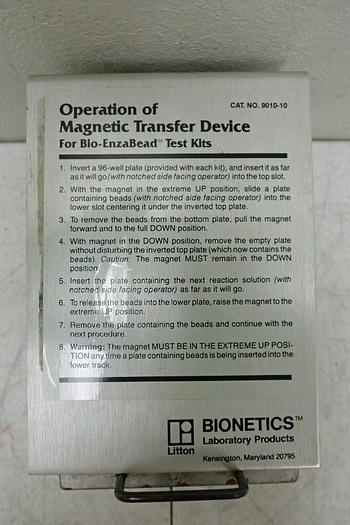 Operation of CAT. NO. 9010-10
Magnetic Transfer Device
For Bio-EnzaBead™ Test Kits
1. Invert a 96-well plate (provided with each kit), and insert it as far
as it will go (with notched side facing operator) into the top slot.
2. With the magnet in the extreme UP position, slide a plate
containing beads (with notched side facing operator) into the
lower slot centering it under the inverted top plate.
3. To remove the beads from the bottom plate, pull the magnet
forward and to the full DOWN position.
4. With the magnet in the DOWN position, remove the empty plate
without disturbing the inverted top plate (which now contains the
beads). Caution: The magnet MUST remain in the DOWN
position.
5. Insert the plate containing the next reaction solution (with
notched side facing operator) as far as it will go.
6. To release the beads into the lower plate, raise the magnet to the
extreme UP position.
7. Remove the plate containing the beads and continue with the
next procedure.
8. Warning: The magnet MUST BE IN THE EXTREME UP POSI-
TION any time a plate containing beads is being inserted into the
lower track.
BIONETICS™
Laboratory Products
Litton
Kensington, Maryland 20795